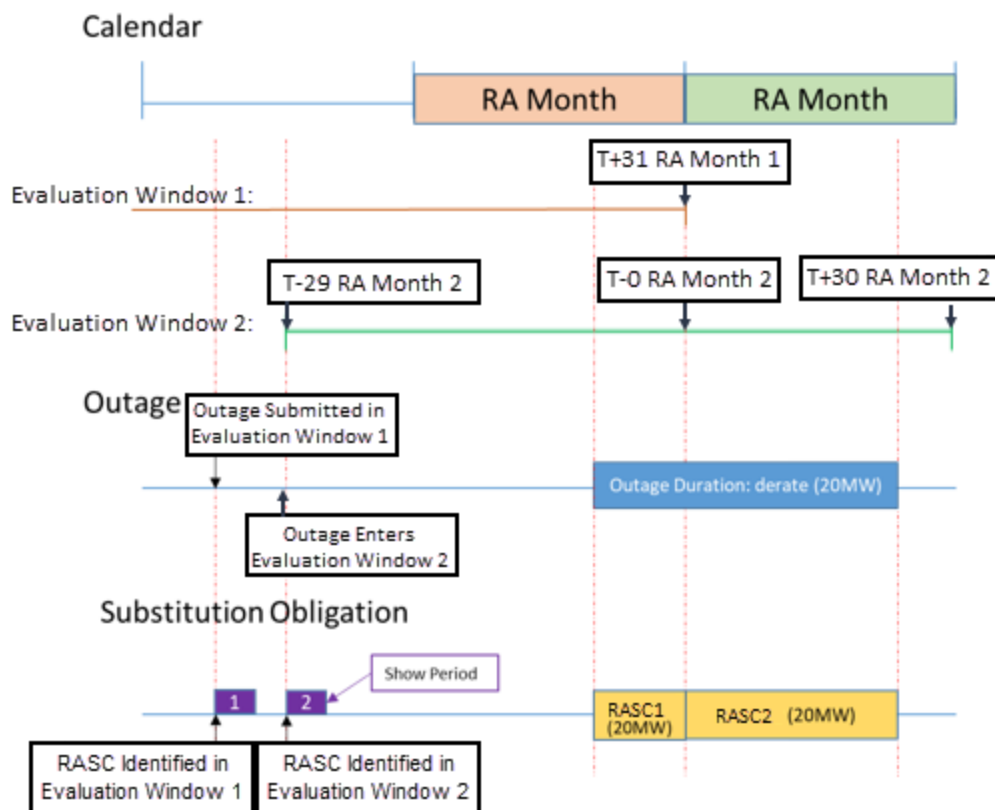 Calendar
RA Month
RA Month
T+31 RA Month 1
Evaluation Window 1:
T-29 RA Month 2
T-0 RA Month 2
T+30 RA Month 2
Evaluation Window 2:
Outage
Outage Submitted in
Evaluation Window 1
Outage Duration: derate (20MW)
Outage Enters
Evaluation Window 2
Substitution Obligation
Show Period
1
2
RASC1
(20MW)
RASC2 (20MW)
RASC Identified in
Evaluation Window 1
RASC Identified in
Evaluation Window 2